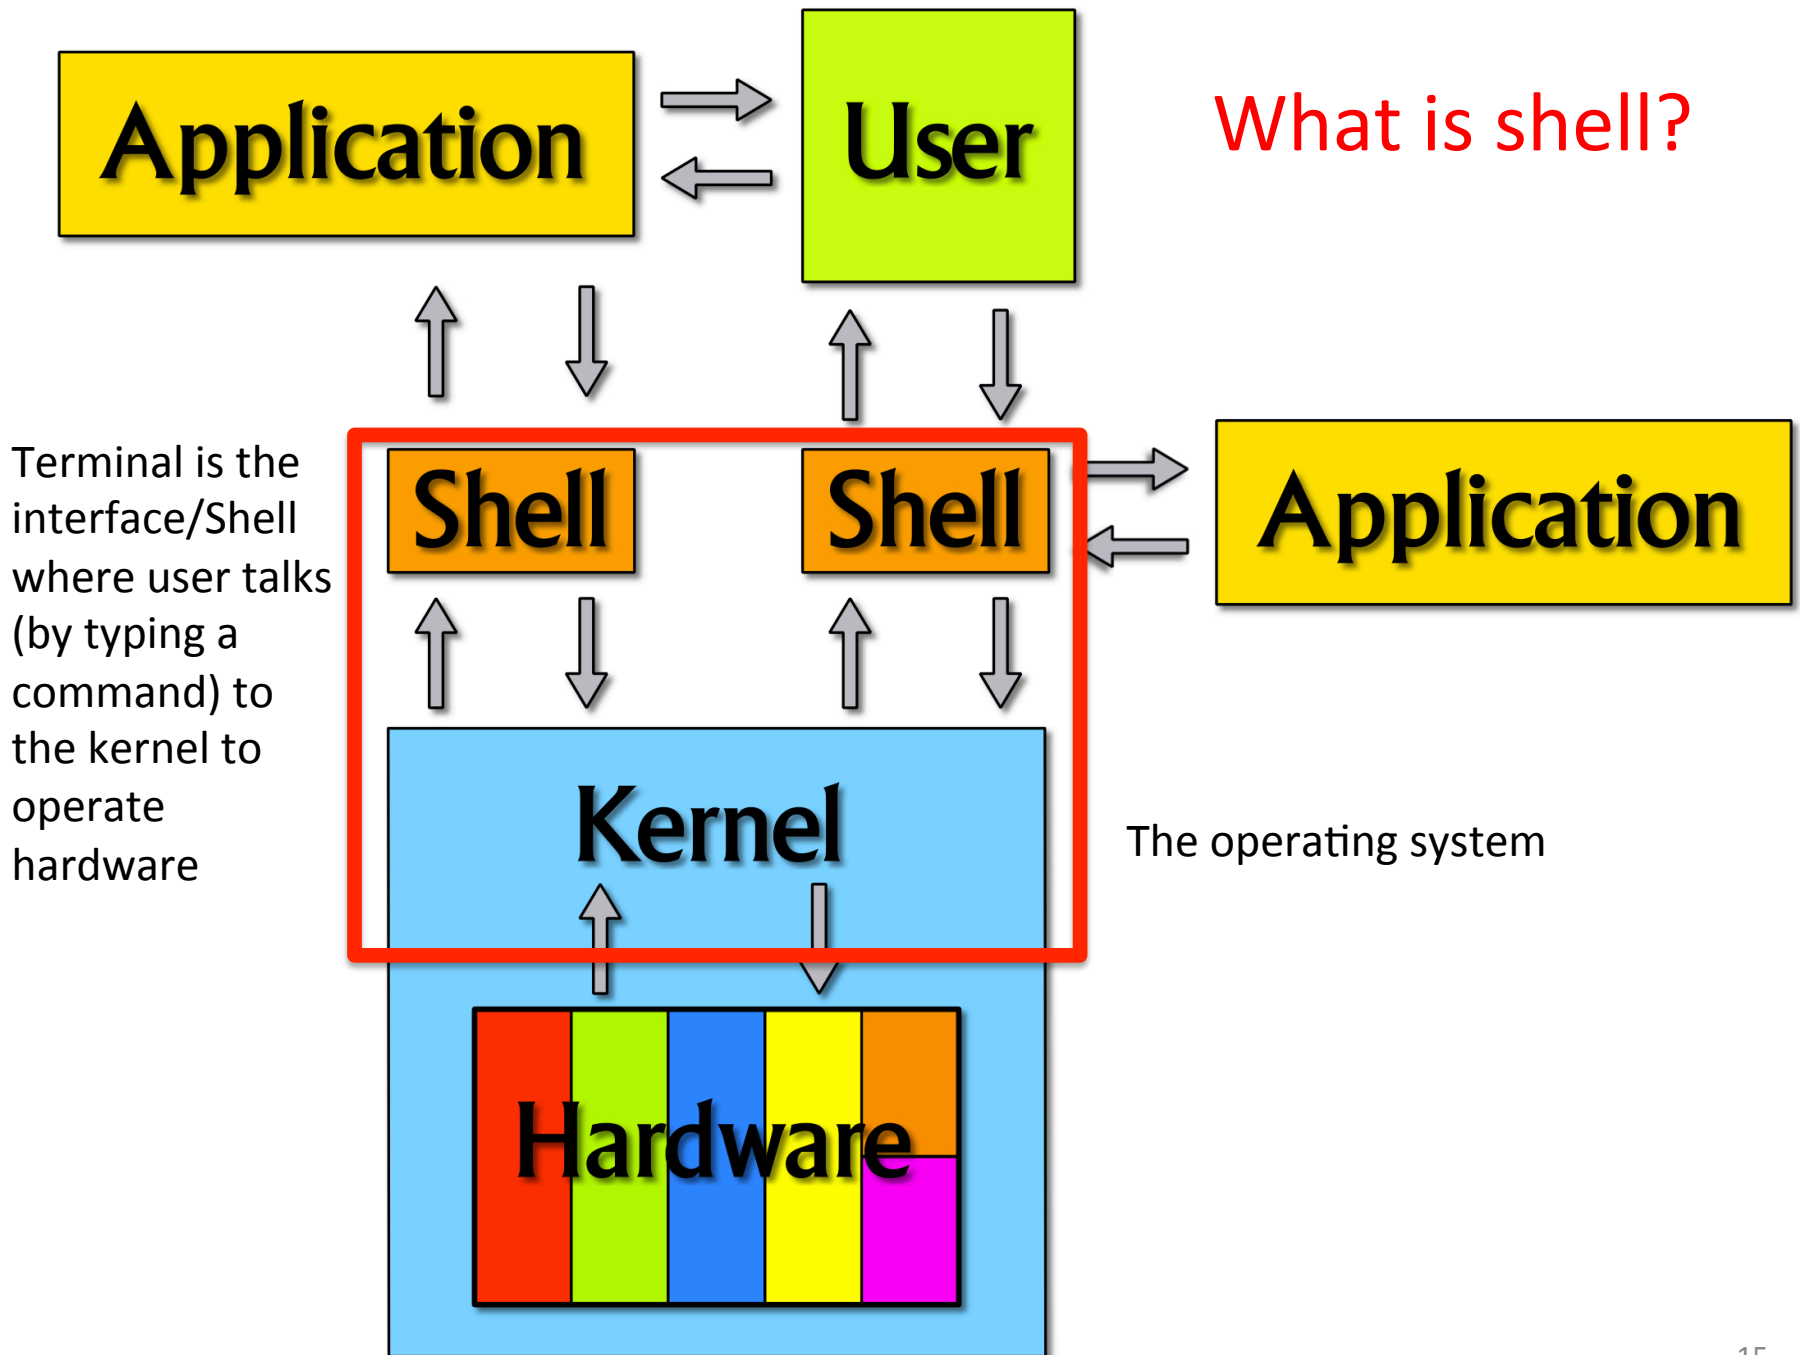 Application
User
What is shell?
Terminal is the
interface/Shell
where user talks
(by typing a
command) to
the kernel to
operate
hardware
Shell
Shell
Application
Kernel
The operating system
Hardware
15